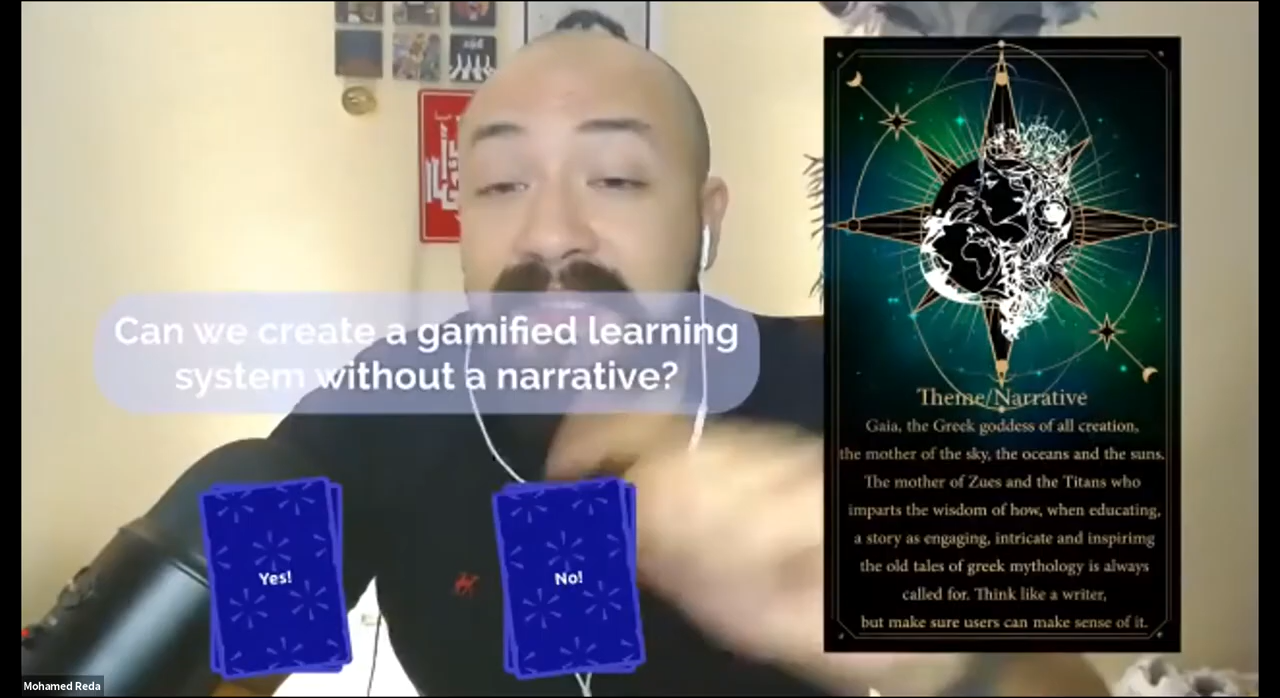 Can we create a gamified learning
system without a narrative?
Yes!
No!
Theme/Narrative
Gaia, the Greek goddess of all creation,
the mother of the sky, the oceans and the suns.
The mother of Zues and the Titans who
imparts the wisdom of how, when educating,
a story as engaging, intricate and inspiring
the old tales of greek mythology is always
called for. Think like a writer,
but make sure users can make sense of it.
Mohamed Reda